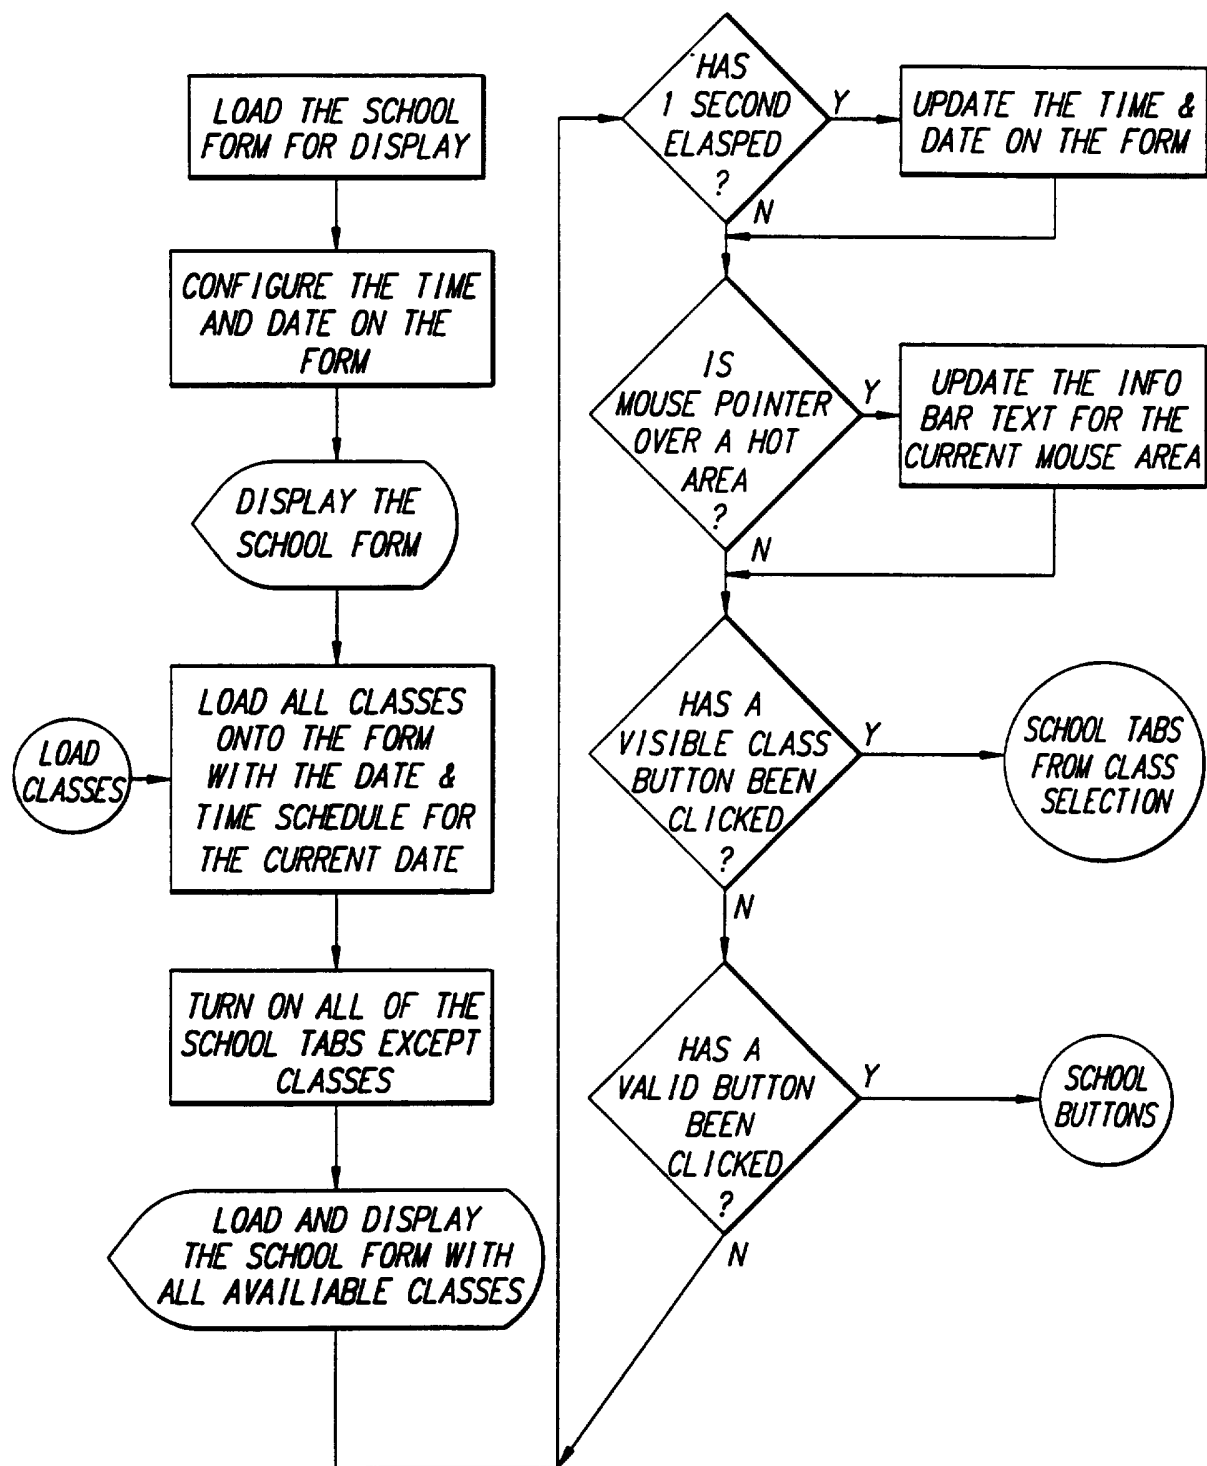 LOAD THE SCHOOL
FORM FOR DISPLAY
CONFIGURE THE TIME
AND DATE ON THE
FORM
DISPLAY THE
SCHOOL FORM
LOAD
CLASSES
LOAD ALL CLASSES
ONTO THE FORM
WITH THE DATE &
TIME SCHEDULE FOR
THE CURRENT DATE
TURN ON ALL OF THE
SCHOOL TABS EXCEPT
CLASSES
LOAD AND DISPLAY
THE SCHOOL FORM WITH
ALL AVAILIABLE CLASSES
HAS
1 SECOND
ELASPED
?
Y
N
UPDATE THE TIME &
DATE ON THE FORM
IS
MOUSE POINTER
OVER A HOT
AREA
?
Y
N
UPDATE THE INFO
BAR TEXT FOR THE
CURRENT MOUSE AREA
HAS A
VISIBLE CLASS
BUTTON BEEN
CLICKED
?
Y
N
SCHOOL TABS
FROM CLASS
SELECTION
HAS A
VALID BUTTON
BEEN
CLICKED
?
Y
N
SCHOOL
BUTTONS